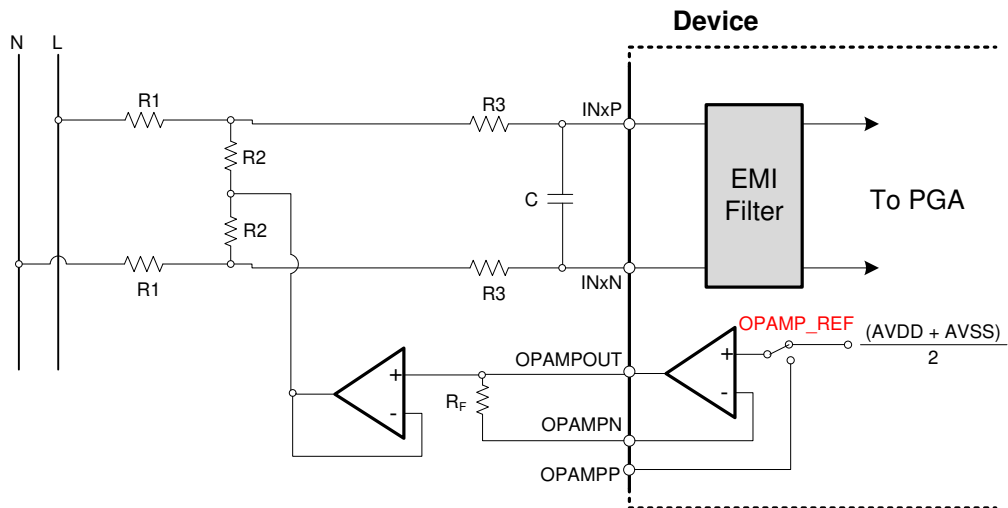 Device
N L
R1
R3
INxP
R2
EMI
Filter
C
To PGA
R2
R1
R3
INxN
OPAMP_REF
(AVDD + AVSS)
2
OPAMPOUT
+
-
+
-
RF
OPAMPN
OPAMPP